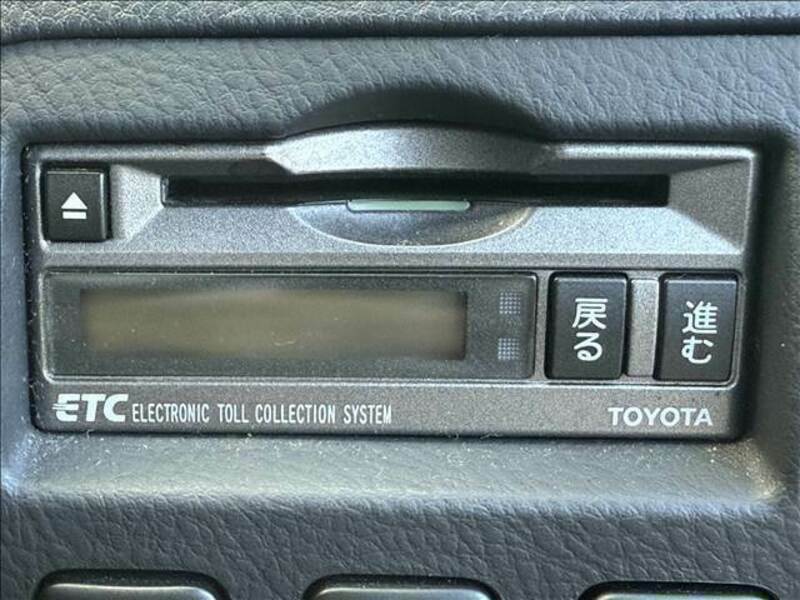 戻る
進む
ETC ELECTRONIC TOLL COLLECTION SYSTEM
TOYOTA